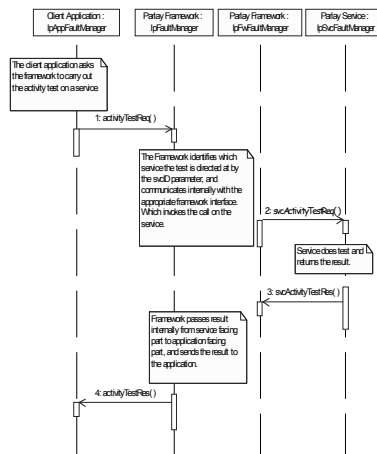 Client Application :
IpAppFaultManager
Parlay Framework :
IpFaultManager
Parlay Framework :
IpFwFaultManager
Parlay Service :
IpSvcFaultManager
The client application asks
the framework to carry out
the activity test on a service.
1: activityTestReq( )
The Framework identifies which
service the test is directed at by
the svcID parameter, and
communicates internally with the
appropriate framework interface.
Which invokes the call on the
service.
2: svcActivityTestReq( )
Service does test and
returns the result.
3: svcActivityTestRes( )
Framework passes result
internally from service facing
part to application facing
part, and sends the result to
the application.
4: activityTestRes( )